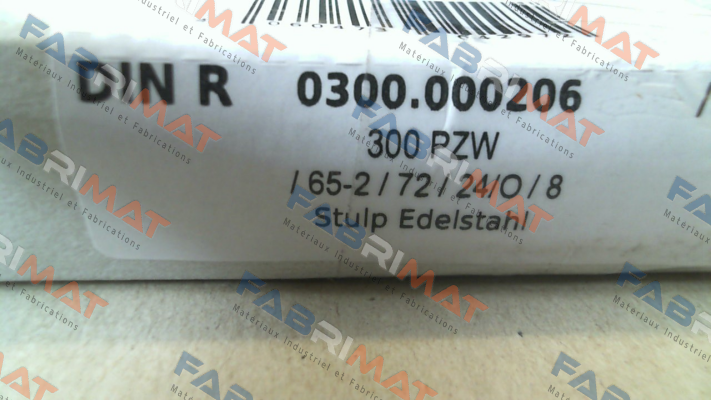 DIN R 0300.000206
300 PZW
/ 65-2 / 72 / 24/O / 8
Stulp Edelstahl
FABRIMAT
Matériaux Industriel et Fabrications